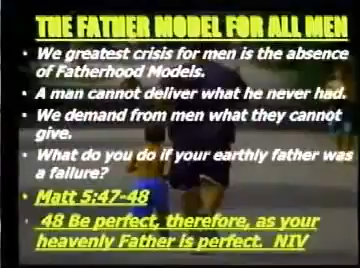 THE FATHER MODEL FOR ALL MEN
• We greatest crisis for men is the absence
of Fatherhood Models.
• A man cannot deliver what he never had.
• We demand from men what they cannot
give.
• What do you do if your earthly father was
a failure?
• Matt 5:47-48
• 48 Be perfect, therefore, as your
heavenly Father is perfect. NIV